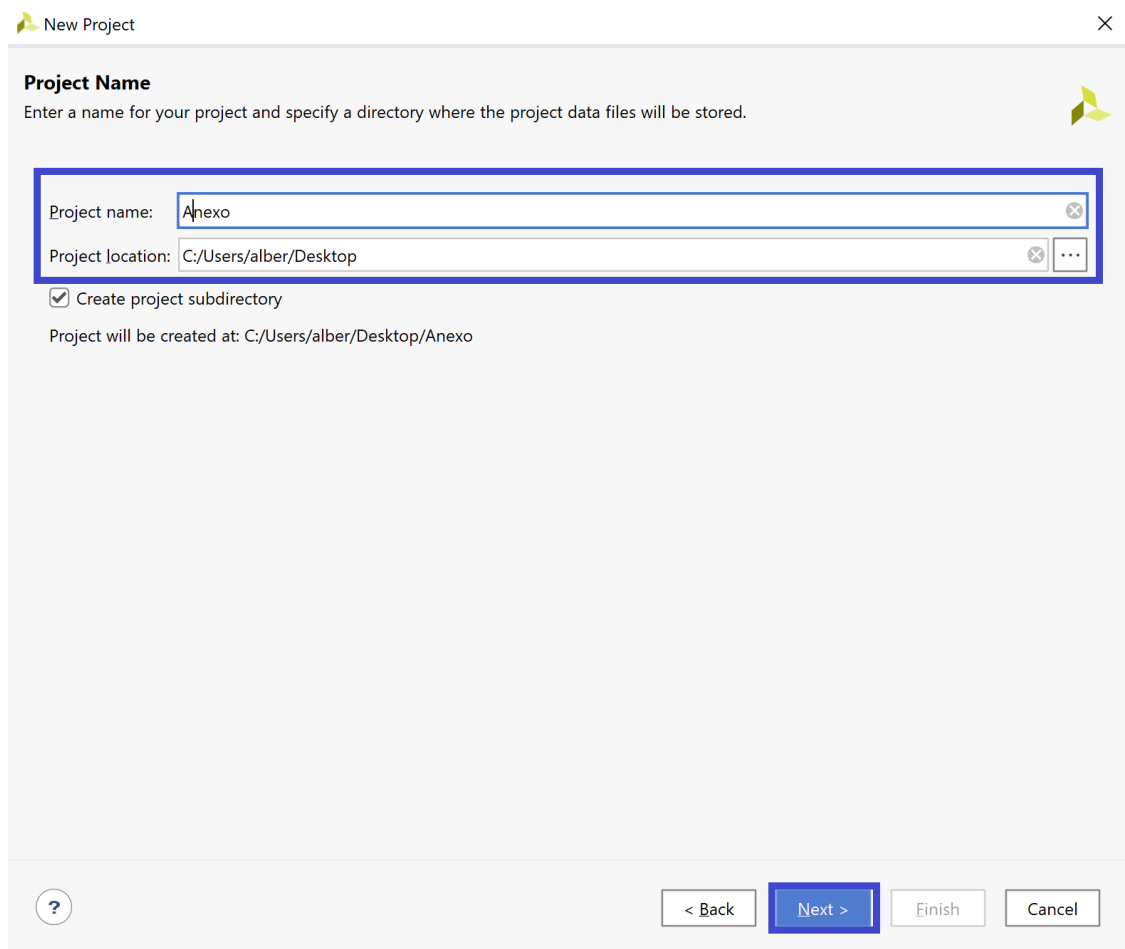 New Project
Project Name
Enter a name for your project and specify a directory where the project data files will be stored.
Project name: Anexo
Project location: C:/Users/alber/Desktop ...
Create project subdirectory
Project will be created at: C:/Users/alber/Desktop/Anexo
? < Back Next > Finish Cancel